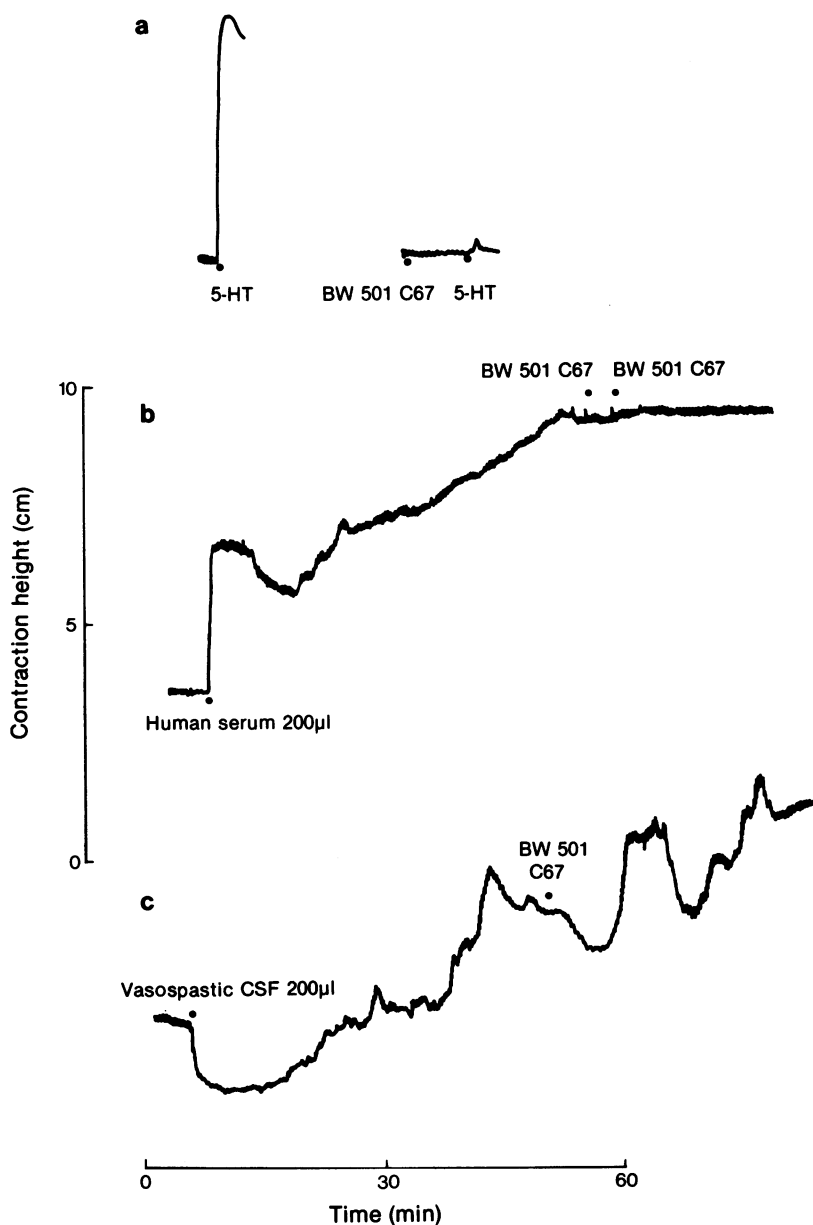 a
5-HT
BW 501 C67
5-HT
BW 501 C67
BW 501 C67
10
b
5
0
Contraction height (cm)
Human serum 200µl
BW 501
C67
c
Vasospastic CSF 200µl
0
30
60
Time (min)